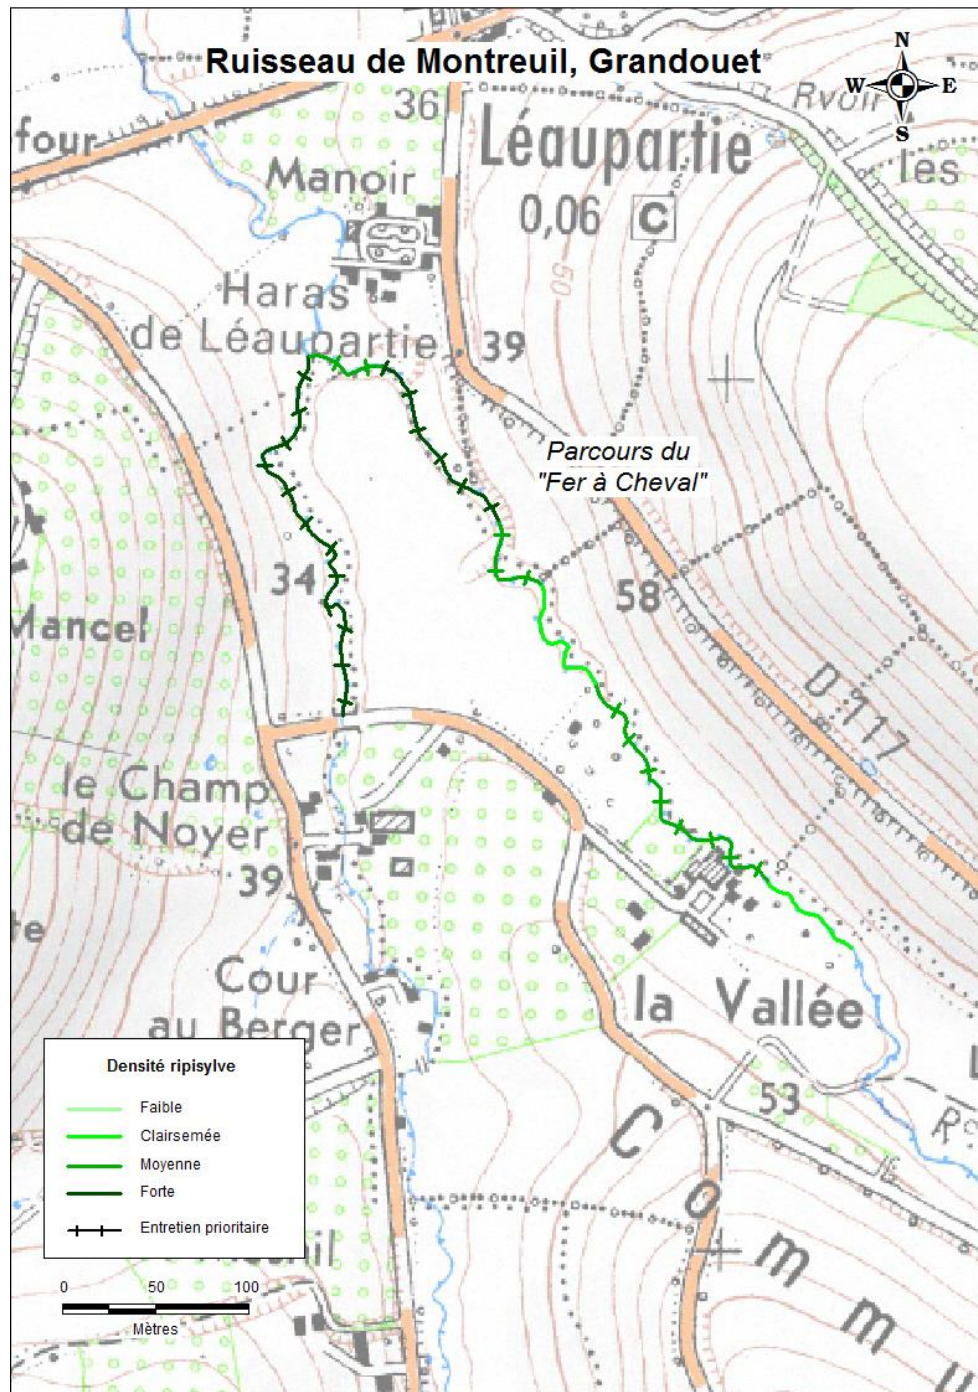 Ruisseau de Montreuil, Grandouet
N
W
E
S
36
Rvoir
Léaupartie
four
les
Manoir
0,06
C
50
Haras
de Léaupartie
39
Parcours du
"Fer à Cheval"
34
58
Mancel
D 117
le Champ
de Noyer
39
te
Cour
au Berger
la Vallée
53
Densité ripisylve
Faible
Clairsemée
Moyenne
Forte
Entretien prioritaire
0 50 100
Mètres
C o m m